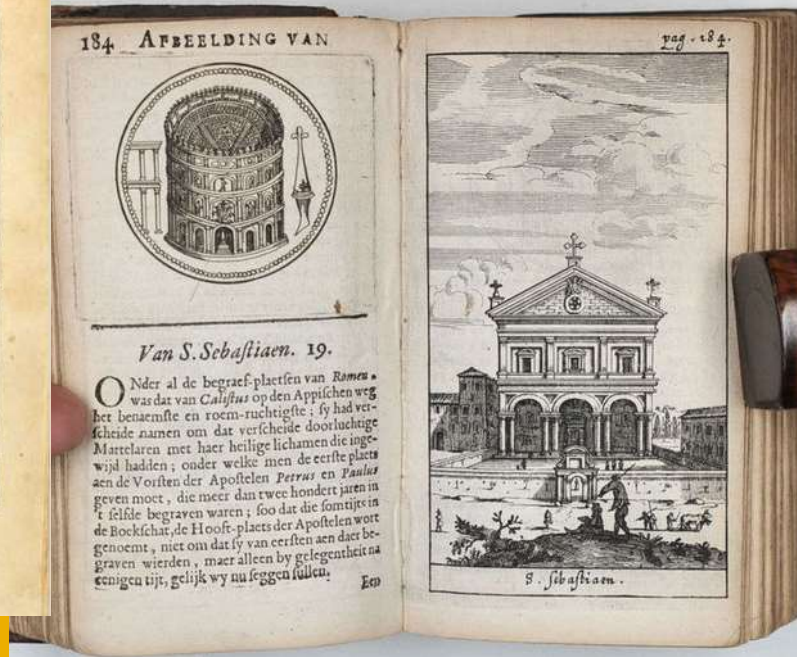 184 AFBEELDING VAN
Van S. Sebaſtiaen. 19.
ONder al de begraef-plaetſen van Romen,
was dat van Caliſtus op den Appiſchen weg
het benaemſte en roem-ruchtigſte; ſy had ver-
ſcheide namen om dat verſcheide doorluchtige
Martelaren met haer heilige lichamen die inge-
wijd hadden; onder welke men de eerſte plaets
aen de Vorſten der Apoſtelen Petrus en Paulus
geven moet, die meer dan twee hondert jaren in
't ſelfde begraven waren; ſoo dat die ſomtijts in
de Boekſchat, de Hooft-plaets der Apoſtelen wort
genoemt, niet om dat ſy van eerſten aen daer be-
graven wierden, maer alleen by gelegentheit na
eenigen tijt, gelijk wy nu ſeggen ſullen.
Een
pag. 184.
S. ſebaſtiaen.